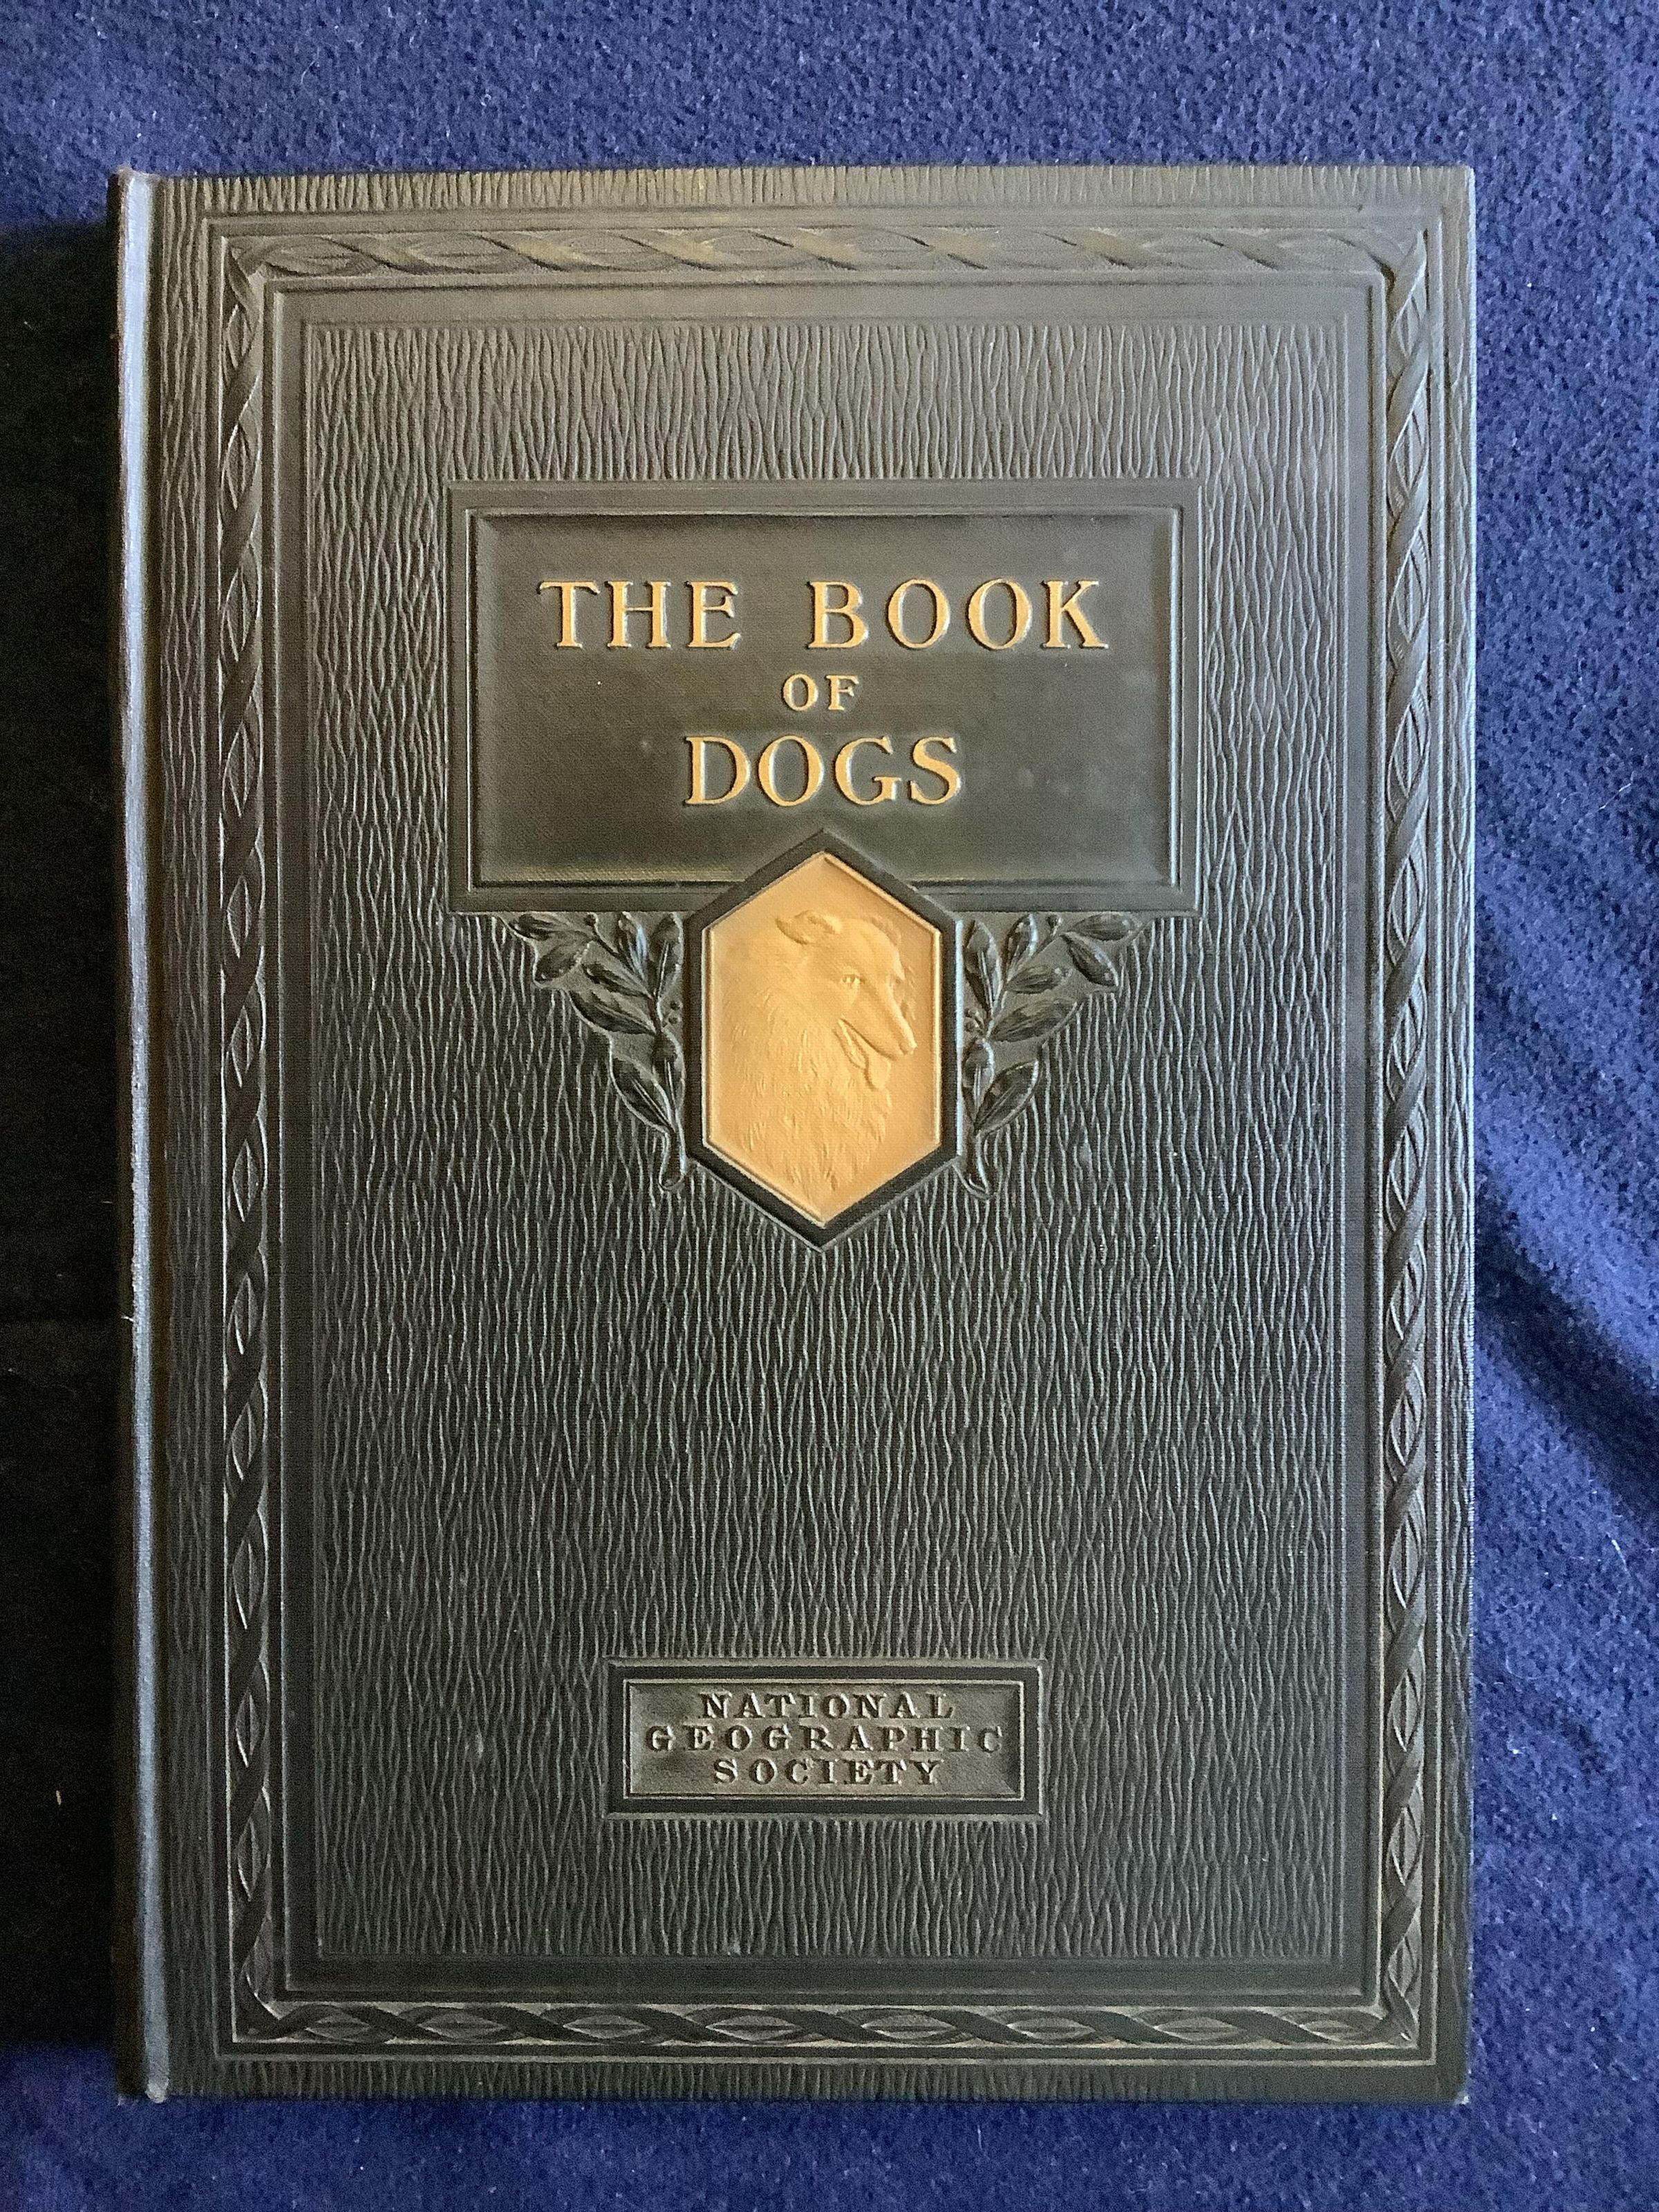 THE BOOK
OF
DOGS
NATIONAL
GEOGRAPHIC
SOCIETY